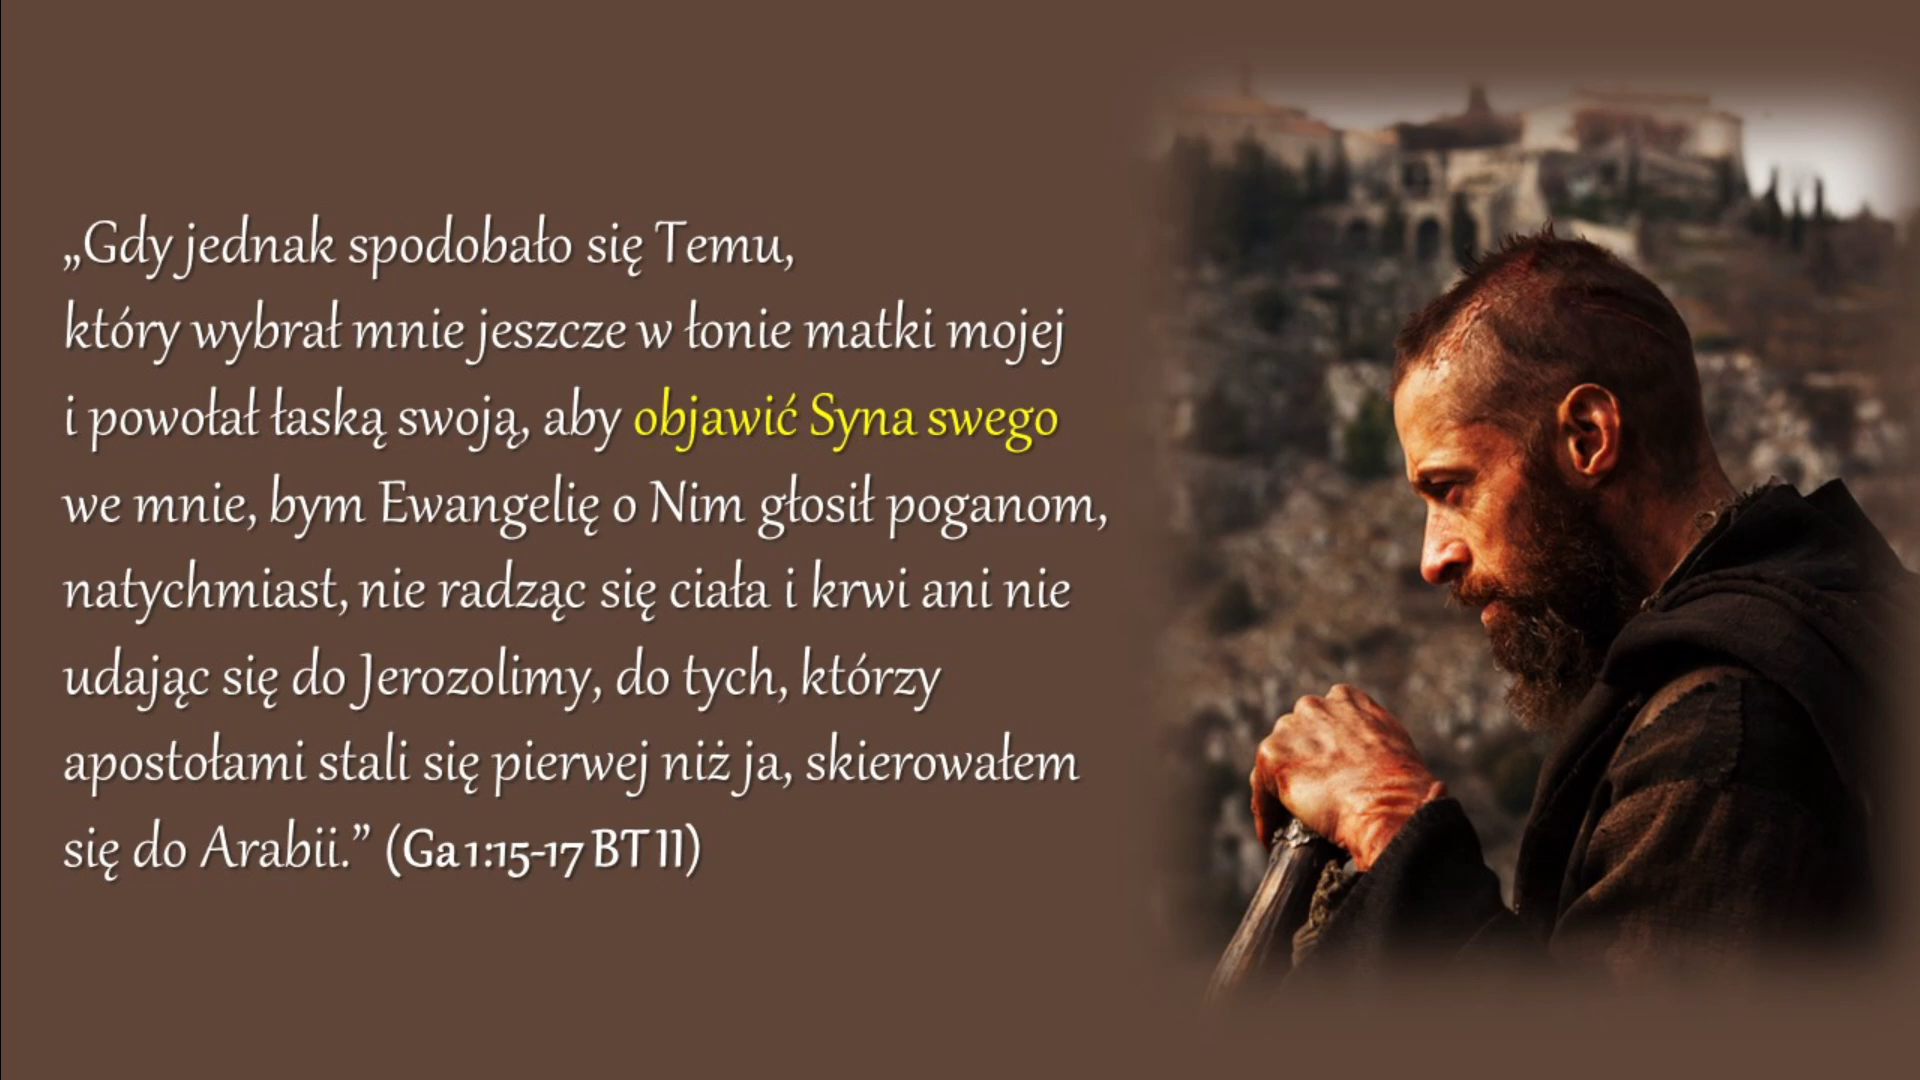 „Gdy jednak spodobało się Temu,
który wybrał mnie jeszcze w łonie matki mojej
i powołał łaską swoją, aby objawić Syna swego
we mnie, bym Ewangelię o Nim głosił poganom,
natychmiast, nie radząc się ciała i krwi ani nie
udając się do Jerozolimy, do tych, którzy
apostołami stali się pierwej niż ja, skierowałem
się do Arabii.” (Ga 1:15-17 BT II)